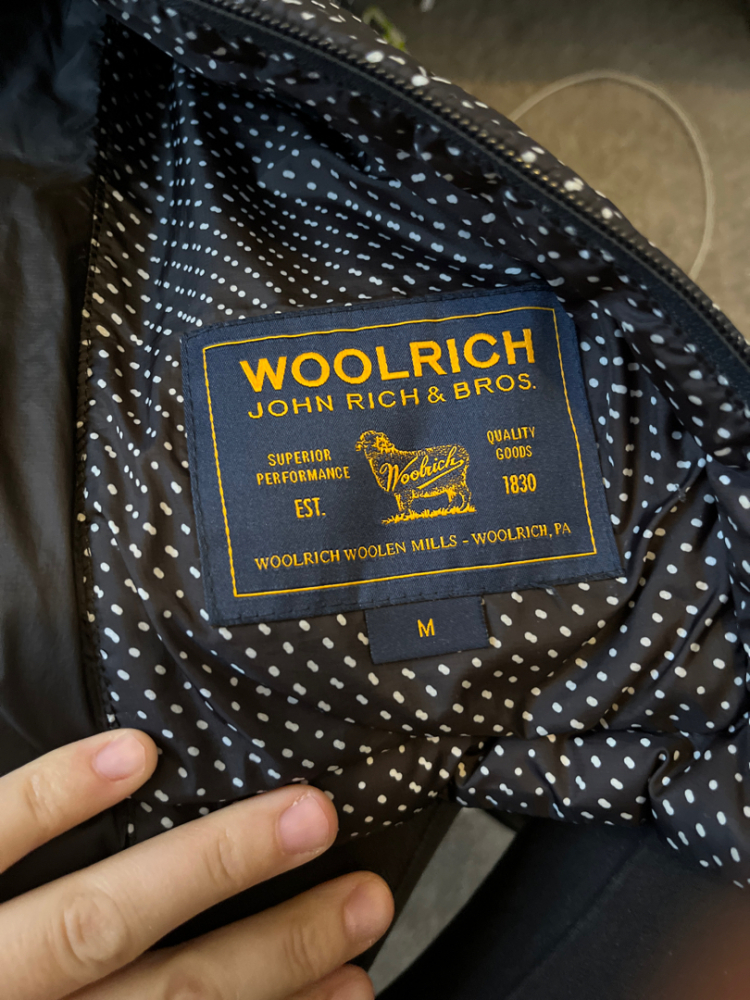 WOOLRICH
JOHN RICH & BROS.
SUPERIOR
PERFORMANCE
EST.
Woolrich
QUALITY
GOODS
1830
WOOLRICH WOOLEN MILLS - WOOLRICH, PA
M